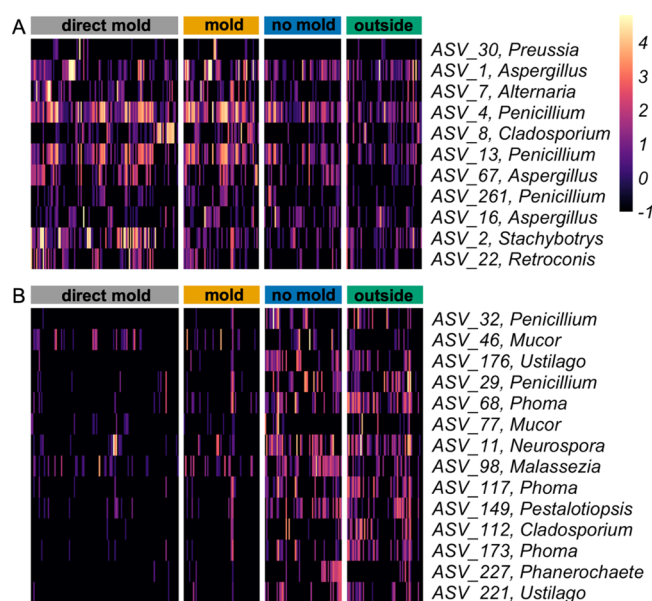 A
direct mold mold no mold outside
ASV_30, Preussia
ASV_1, Aspergillus
ASV_7, Alternaria
ASV_4, Penicillium
ASV_8, Cladosporium
ASV_13, Penicillium
ASV_67, Aspergillus
ASV_261, Penicillium
ASV_16, Aspergillus
ASV_2, Stachybotrys
ASV_22, Retroconis
4
3
2
1
0
-1
B
direct mold mold no mold outside
ASV_32, Penicillium
ASV_46, Mucor
ASV_176, Ustilago
ASV_29, Penicillium
ASV_68, Phoma
ASV_77, Mucor
ASV_11, Neurospora
ASV_98, Malassezia
ASV_117, Phoma
ASV_149, Pestalotiopsis
ASV_112, Cladosporium
ASV_173, Phoma
ASV_227, Phanerochaete
ASV_221, Ustilago